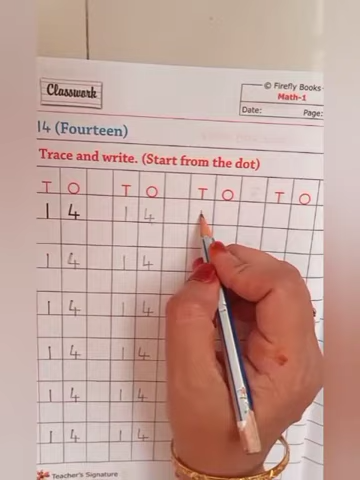 Classwork
© Firefly Books
Math-1
Date: Page:
14 (Fourteen)
Trace and write. (Start from the dot)
T O T O T O T O
1 4 1 4
1 4 1 4
1 4 1 4
1 4 1 4
1 4 1 4
1 4 1 4
Teacher's Signature